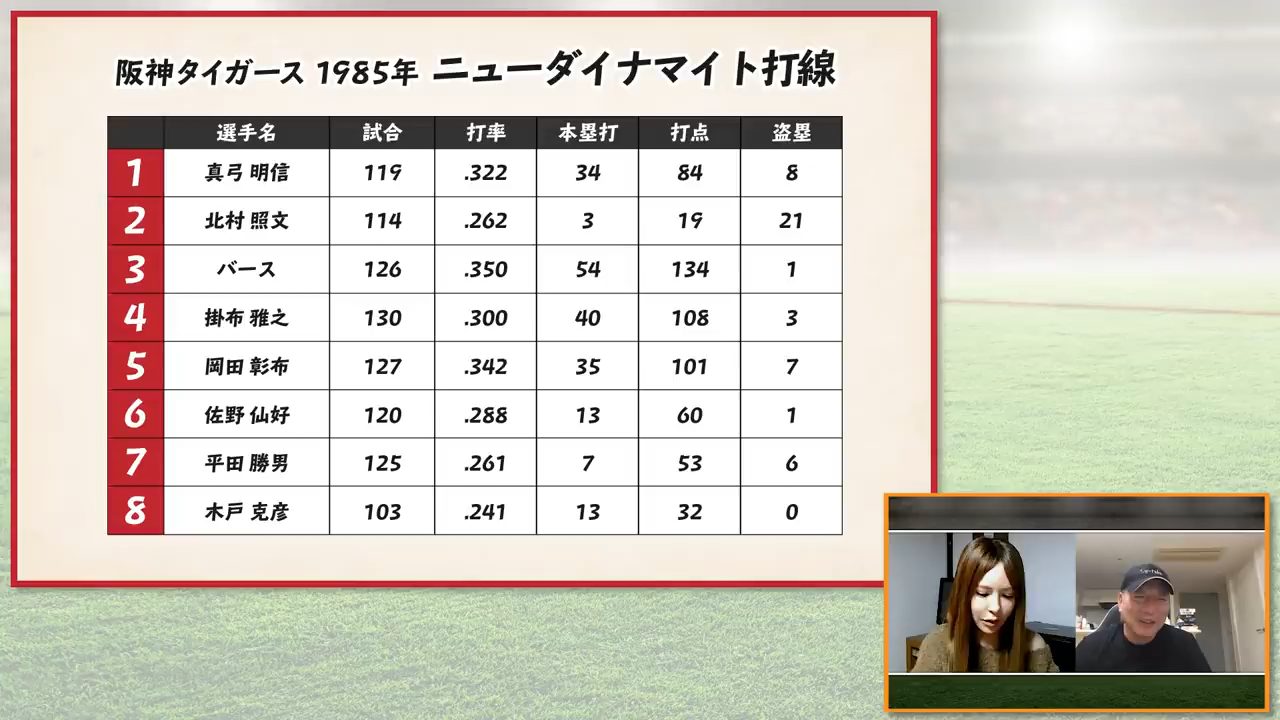 阪神タイガース 1985年 ニューダイナマイト打線
選手名 試合 打率 本塁打 打点 盗塁
1 真弓 明信 119 .322 34 84 8
2 北村 照文 114 .262 3 19 21
3 バース 126 .350 54 134 1
4 掛布 雅之 130 .300 40 108 3
5 岡田 彰布 127 .342 35 101 7
6 佐野 仙好 120 .288 13 60 1
7 平田 勝男 125 .261 7 53 6
8 木戸 克彦 103 .241 13 32 0